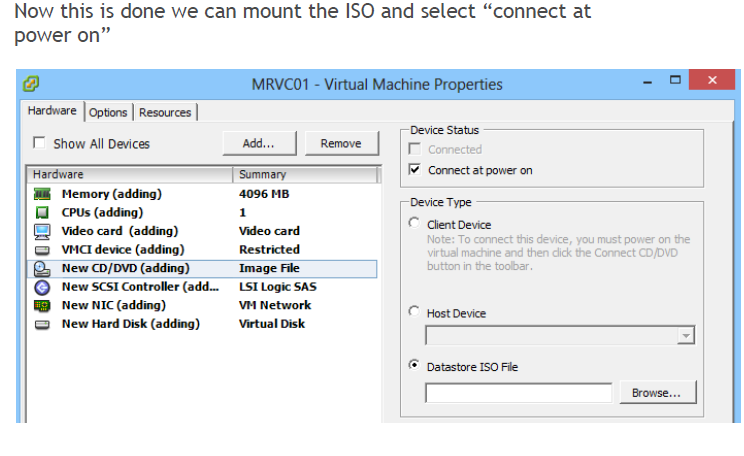 Now this is done we can mount the ISO and select “connect at
power on”
MRVC01 - Virtual Machine Properties
Hardware Options Resources
Show All Devices Add... Remove
Hardware Summary
Memory (adding) 4096 MB
CPUs (adding) 1
Video card (adding) Video card
VMCI device (adding) Restricted
New CD/DVD (adding) Image File
New SCSI Controller (add... LSI Logic SAS
New NIC (adding) VM Network
New Hard Disk (adding) Virtual Disk
Device Status
Connected
Connect at power on
Device Type
Client Device
Note: To connect this device, you must power on the
virtual machine and then click the Connect CD/DVD
button in the toolbar.
Host Device
Datastore ISO File
Browse...